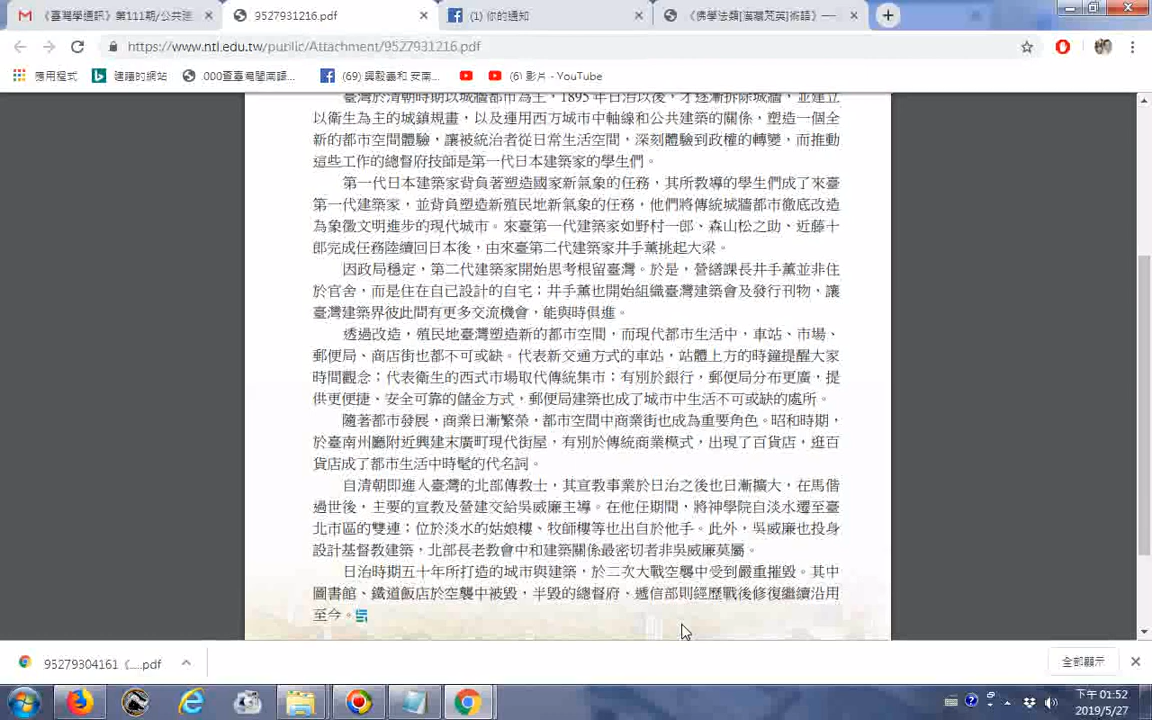 《臺灣學通訊》第111期/公共建
9527931216.pdf
(1) 你的通知
《佛學法類[滿漢梵英]術語》──
https://www.ntl.edu.tw/public/Attachment/9527931216.pdf
應用程式
(69) 興毅嘉和 安南...
(6) 影片 - YouTube
臺灣於清朝時期以城牆都市為主，1895 年日治以後，才逐漸拆除城牆，並建立
以衛生為主的城鎮規畫，以及運用西方城市中軸線和公共建築的關係，塑造一個全
新的都市空間體驗，讓被統治者從日常生活空間，深刻體驗到政權的轉變，而推動
這些工作的總督府技師是第一代日本建築家的學生們。
第一代日本建築家背負著塑造國家新氣象的任務，其所教導的學生們成了來臺
第一代建築家，並背負塑造新殖民地新氣象的任務，他們將傳統城牆都市徹底改造
為象徵文明進步的現代城市。來臺第一代建築家如野村一郎、森山松之助、近藤十
郎完成任務陸續回日本後，由來臺第二代建築家井手薰挑起大梁。
因政局穩定，第二代建築家開始思考根留臺灣。於是，營繕課長井手薰並非住
於官舍，而是住在自己設計的自宅；井手薰也開始組織臺灣建築會及發行刊物，讓
臺灣建築界彼此間有更多交流機會，能與時俱進。
透過改造，殖民地臺灣塑造新的都市空間，而現代都市生活中，車站、市場、
郵便局、商店街也都不可或缺。代表新交通方式的車站，站體上方的時鐘提醒大家
時間觀念；代表衛生的西式市場取代傳統集市；有別於銀行，郵便局分布更廣，提
供更便捷、安全可靠的儲金方式，郵便局建築也成了城市中生活不可或缺的處所。
隨著都市發展，商業日漸繁榮，都市空間中商業街也成為重要角色。昭和時期，
於臺南州廳附近興建末廣町現代街屋，有別於傳統商業模式，出現了百貨店，逛百
貨店成了都市生活中時髦的代名詞。
自清朝即進入臺灣的北部傳教士，其宣教事業於日治之後也日漸擴大，在馬偕
過世後，主要的宣教及營建交給吳威廉主導。在他任期間，將神學院自淡水遷至臺
北市區的雙連；位於淡水的姑娘樓、牧師樓等也出自於他手。此外，吳威廉也投身
設計基督教建築，北部長老教會中和建築關係最密切者非吳威廉莫屬。
日治時期五十年所打造的城市與建築，於二次大戰空襲中受到嚴重摧毀。其中
圖書館、鐵道飯店於空襲中被毀，半毀的總督府、遞信部則經歷戰後修復繼續沿用
至今。
95279304161《....pdf
全部顯示
下午 01:52
2019/5/27